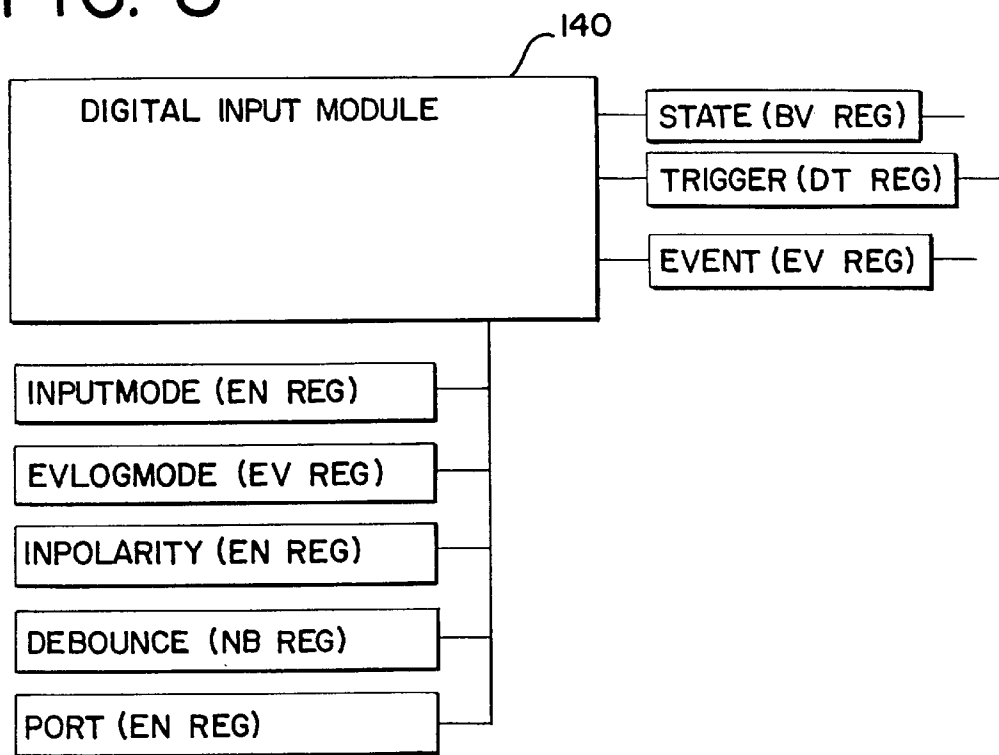 140
DIGITAL INPUT MODULE
STATE (BV REG)
TRIGGER (DT REG)
EVENT (EV REG)
INPUTMODE (EN REG)
EVLOGMODE (EV REG)
INPOLARITY (EN REG)
DEBOUNCE (NB REG)
PORT (EN REG)